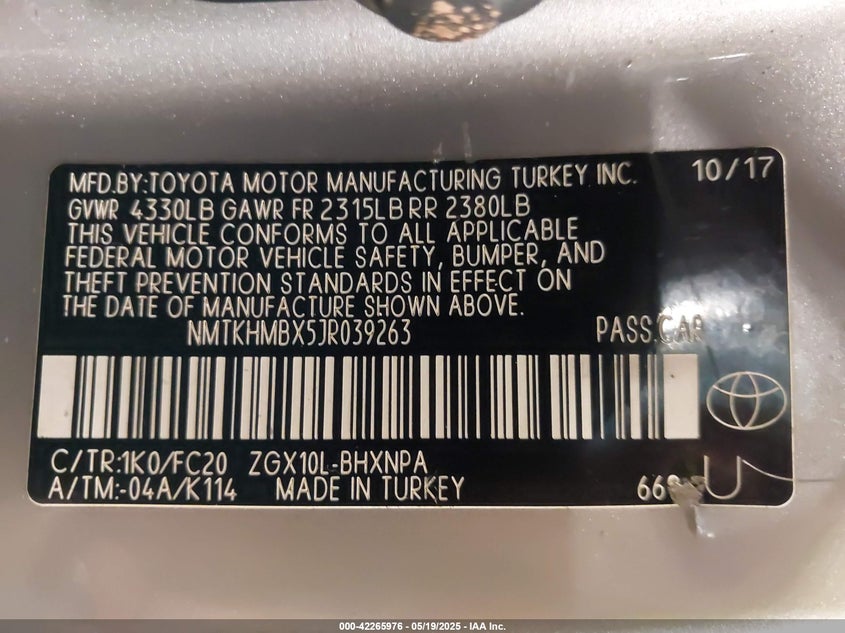 MFD.BY:TOYOTA MOTOR MANUFACTURING TURKEY INC. 10/17
GVWR 4330LB GAWR FR 2315LB RR 2380LB
THIS VEHICLE CONFORMS TO ALL APPLICABLE
FEDERAL MOTOR VEHICLE SAFETY, BUMPER, AND
THEFT PREVENTION STANDARDS IN EFFECT ON
THE DATE OF MANUFACTURE SHOWN ABOVE.
NMTKHMBX5JR039263 PASS.CAR
C/TR:1K0/FC20 ZGX10L-BHXNPA
A/TM:-04A/K114 MADE IN TURKEY
000-42265976 - 05/19/2025 - IAA Inc.